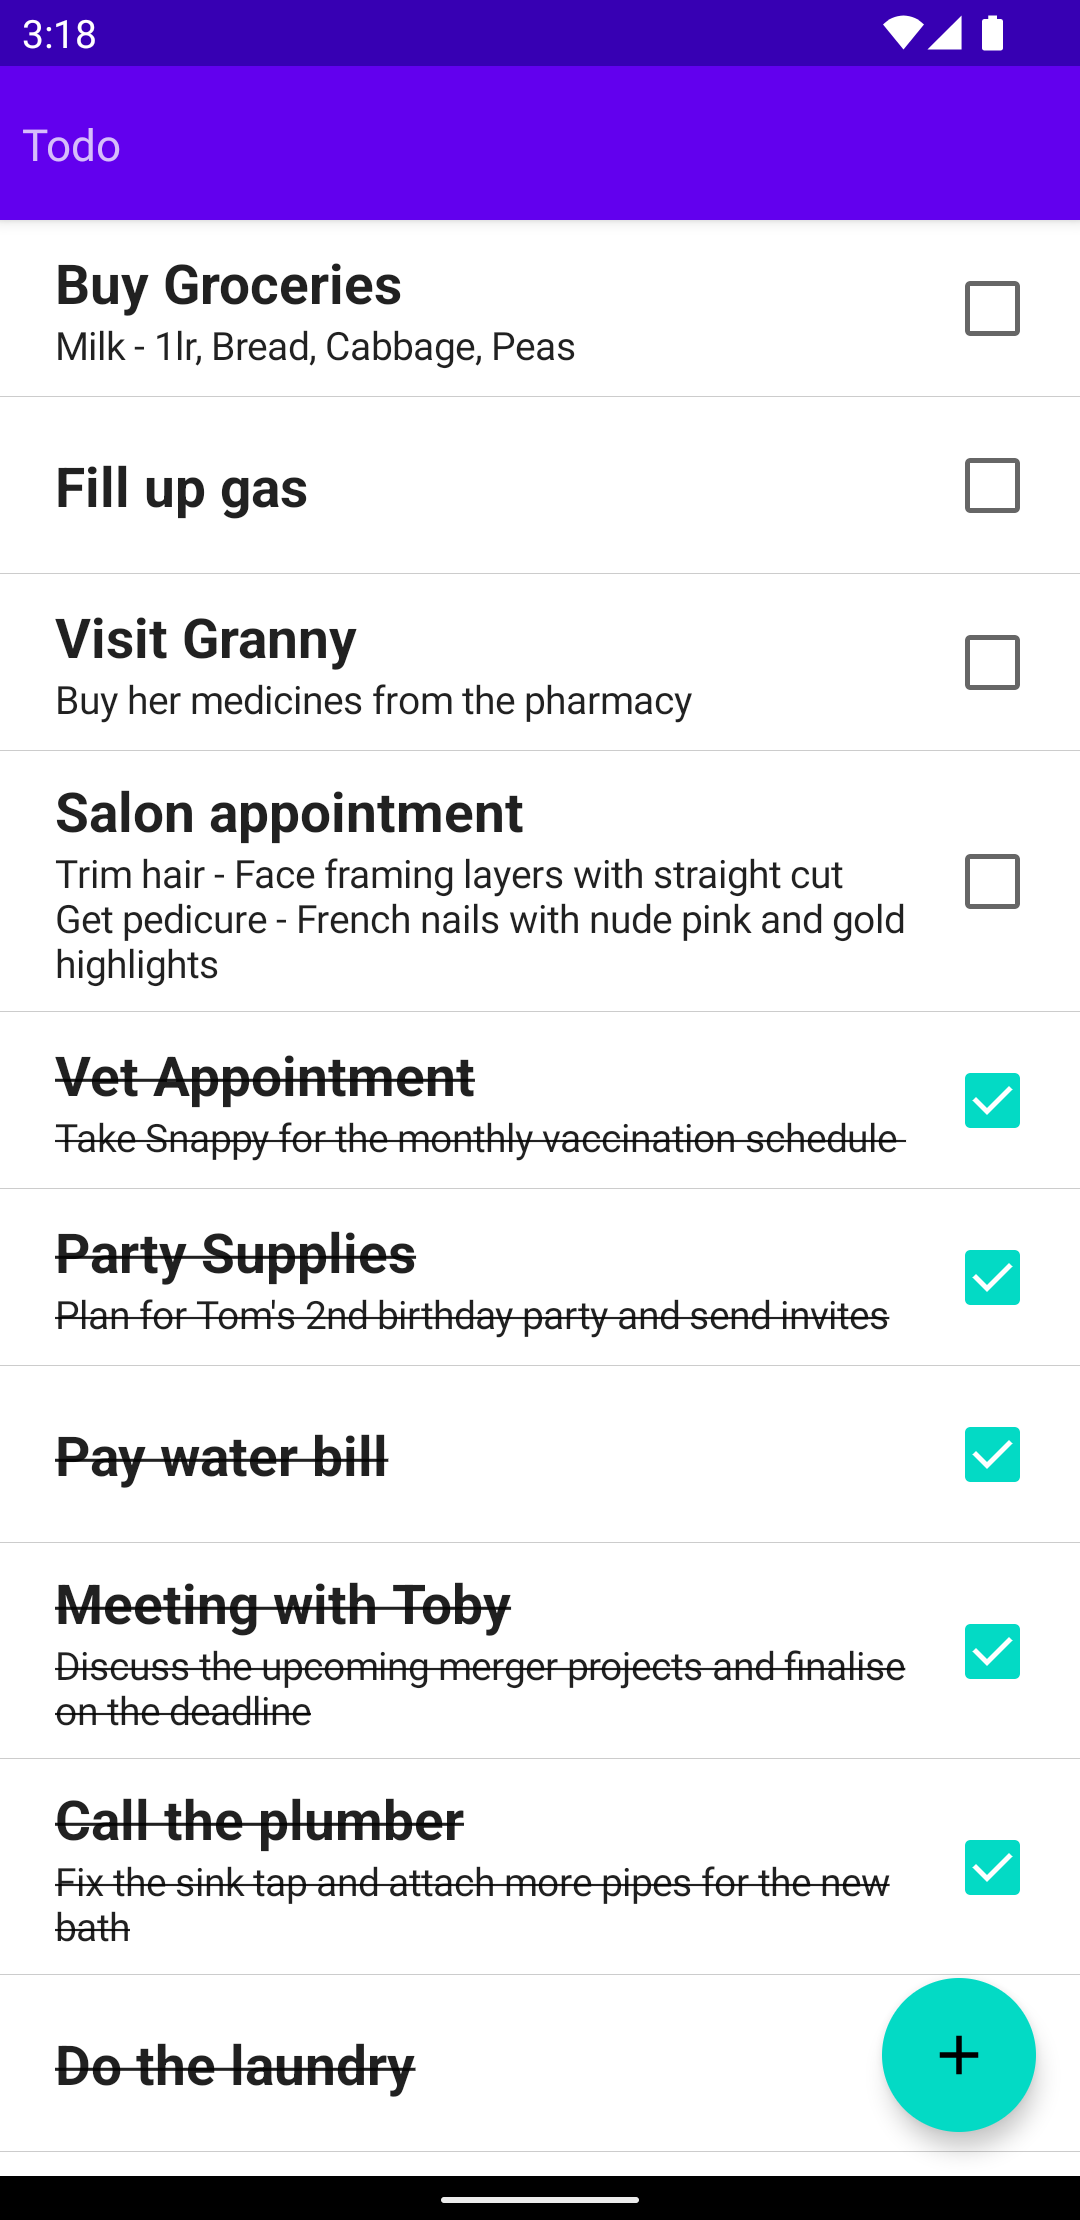 3:18
Todo
Buy Groceries
Milk - 1lr, Bread, Cabbage, Peas
Fill up gas
Visit Granny
Buy her medicines from the pharmacy
Salon appointment
Trim hair - Face framing layers with straight cut
Get pedicure - French nails with nude pink and gold
highlights
Vet Appointment
Take Snappy for the monthly vaccination schedule
Party Supplies
Plan for Tom's 2nd birthday party and send invites
Pay water bill
Meeting with Toby
Discuss the upcoming merger projects and finalise
on the deadline
Call the plumber
Fix the sink tap and attach more pipes for the new
bath
Do the laundry